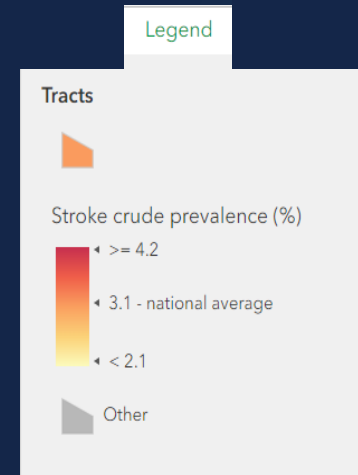 Legend
Tracts
Stroke crude prevalence (%)
>= 4.2
3.1 - national average
< 2.1
Other